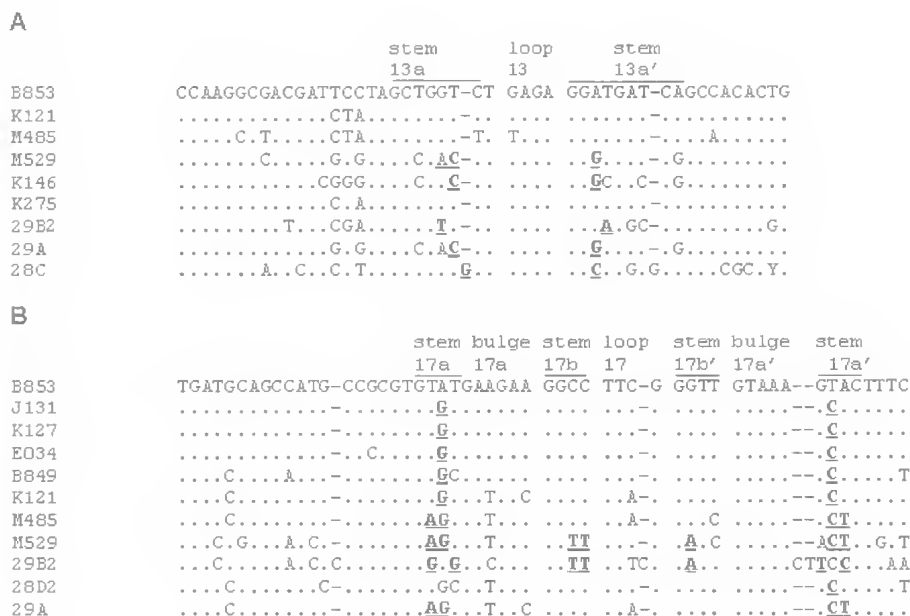 A
stem loop stem
13a 13 13a'
B853 CCAAGGCGACGATTCCTAGCTGGT-CT GAGA GGATGAT-CAGCCACACTG
K121 ..............CTA.........-.. .... .......-...........
M485 .....C.T......CTA.........-T. T... .......-....A......
M529 .......C......G.G....C.AC-.. .... ..G....-.G.........
K146 .............CGGG....C..C-.. .... ..GC..C-.G.........
K275 ..............C.A.......-.. .... .......-...........
29B2 ..........T...CGA......T.-.. .... ...A.GC-.........G.
29A ..............G.G....C.AC-.. .... ..G....-.G.........
28C ........A..C..C.T.........G.. .... ..C..G.G......CGC.Y.
B
stem bulge stem loop stem bulge stem
17a 17a 17b 17 17b' 17a' 17a'
B853 TGATGCAGCCATG-CCGCGTGTATGAAGAA GGCC TTC-G GGTT GTAAA--GTACTTTC
J131 ..............-.......G....... .... ...-. .... .....--.C......
K127 ..............-.......G....... .... ...-. .... .....--.C......
EO34 ..............-..C....G....... .... ...-. .... .....--.C......
B849 ....C....A....-.......GC...... .... ...-. .... .....--.C.....T
K121 ....C.........-.......G...T..C .... .A-. .... .....--.C......
M485 ....C.........-......AG...T... .... .A-. ...C .....--.CT.....
M529 ...C.G...A.C.-......AG...T... ..TT ...-. A..C .....--ACT..G.T
29B2 ...C.....A.C.C......G.G...... ..TT .TC. A... .....CTTCC...AA
28D2 ....C.......C-.......GC..T.... .... ...-. .... .....--.C.....T
29A ....C.........-......AG...T..C .... .A-. .... .....--.CT.....